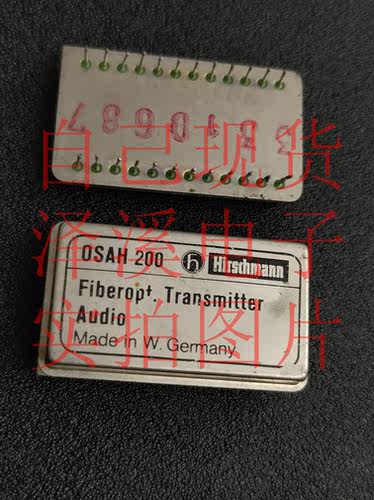 自己现货
OSAH 200 h Hirschmann
泽溪电子
Fiberopt. Transmitter
Audio
实拍图片
Made in W. Germany